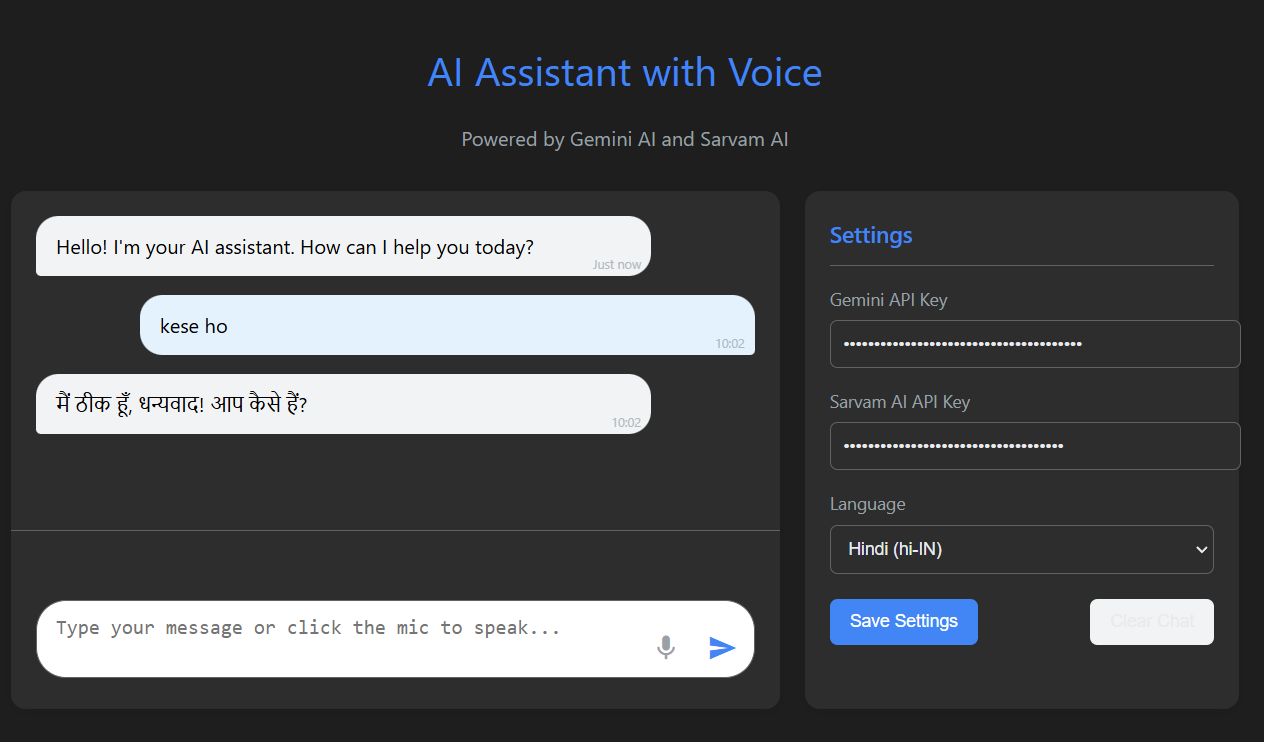 AI Assistant with Voice
Powered by Gemini AI and Sarvam AI
Hello! I'm your AI assistant. How can I help you today?
Just now
kese ho
10:02
मैं ठीक हूँ, धन्यवाद! आप कैसे हैं?
10:02
Type your message or click the mic to speak...
Settings
Gemini API Key
Sarvam AI API Key
Language
Hindi (hi-IN)
Save Settings
Clear Chat